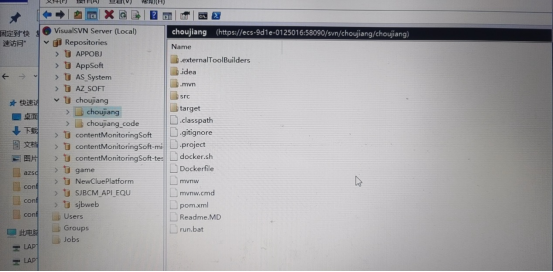 VisualSVN Server (Local)
Repositories
APPOBJ
AppSoft
AS_System
AZ_SOFT
choujiang
choujiang
choujiang_code
contentMonitoringSoft
contentMonitoringSoft-mi
contentMonitoringSoft-tes
game
NewCluePlatform
SJBCM_API_EQU
sjbweb
Users
Groups
Jobs
choujiang (https://ecs-9d1e-0125016:58090/svn/choujiang/choujiang)
Name
.externalToolBuilders
.idea
.mvn
src
target
.classpath
.gitignore
.project
docker.sh
Dockerfile
mvnw
mvnw.cmd
pom.xml
Readme.MD
run.bat
固定到"快
速访问"
快速访
桌面
下载
文档
图片
azsc
conf
conf
conf
此电脑
LAP
LAP